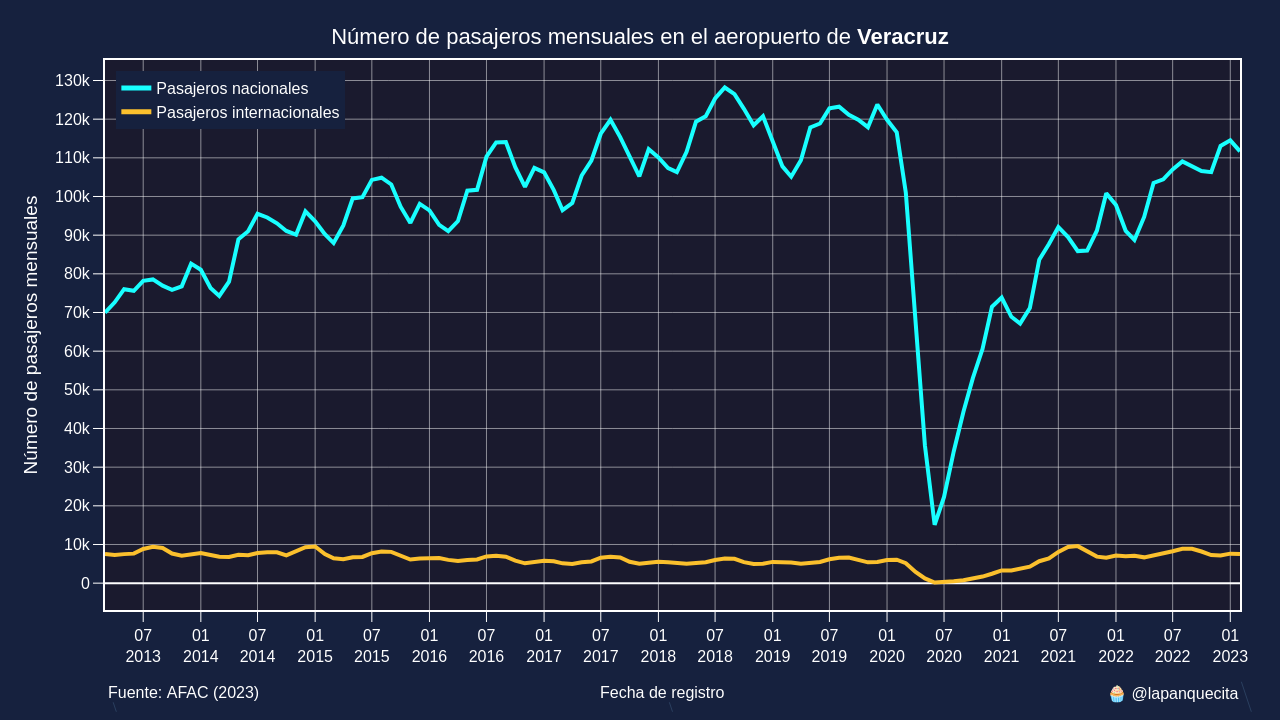 Número de pasajeros mensuales en el aeropuerto de Veracruz
Pasajeros nacionales
Pasajeros internacionales
Número de pasajeros mensuales
130k
120k
110k
100k
90k
80k
70k
60k
50k
40k
30k
20k
10k
0
07 01 07 01 07 01 07 01 07 01 07 01 07 01 07 01 07 01 07 01
2013 2014 2014 2015 2015 2016 2016 2017 2017 2018 2018 2019 2019 2020 2020 2021 2021 2022 2022 2023
Fuente: AFAC (2023) Fecha de registro 🧁 @lapanquecita